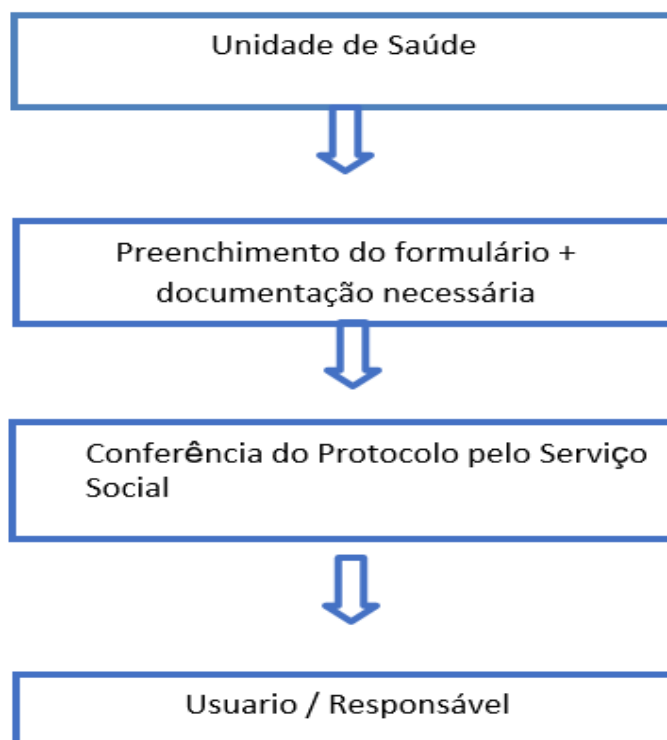 Unidade de Saúde
Preenchimento do formulário +
documentação necessária
Conferência do Protocolo pelo Serviço
Social
Usuario / Responsável